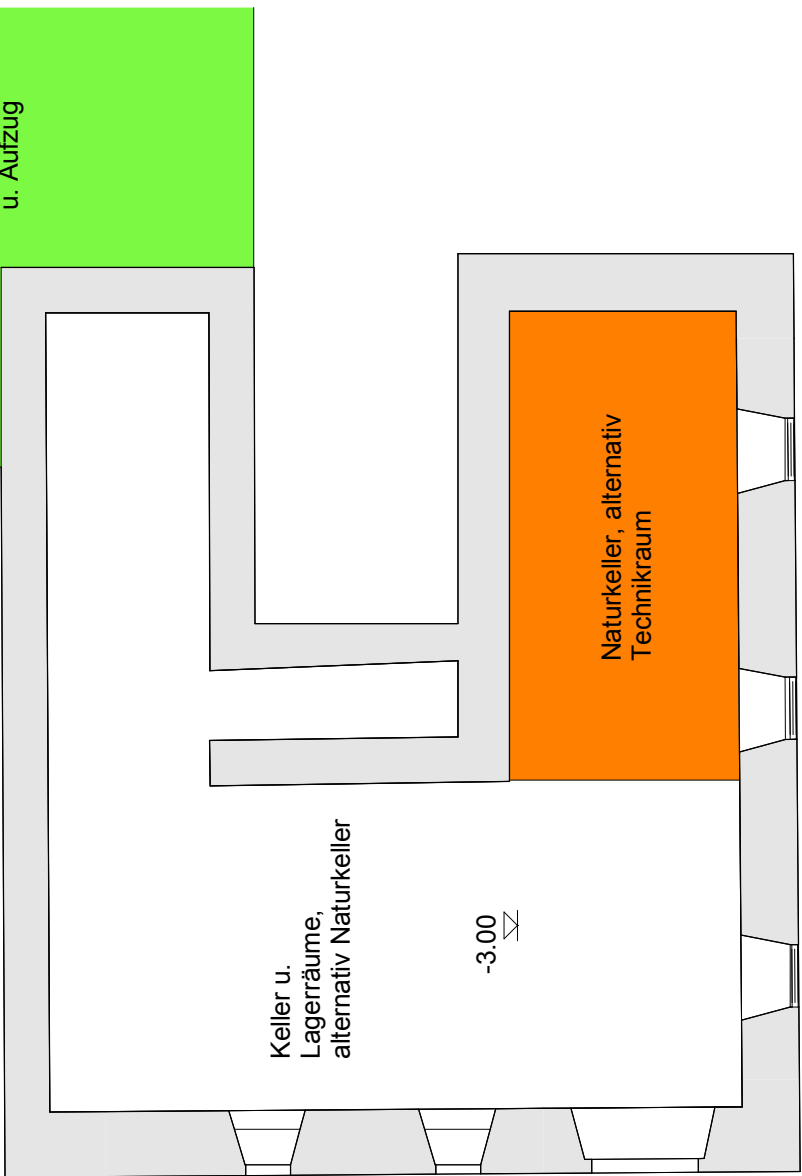 u. Aufzug
Naturkeller, alternativ
Technikraum
Keller u.
Lagerräume,
alternativ Naturkeller
-3.00